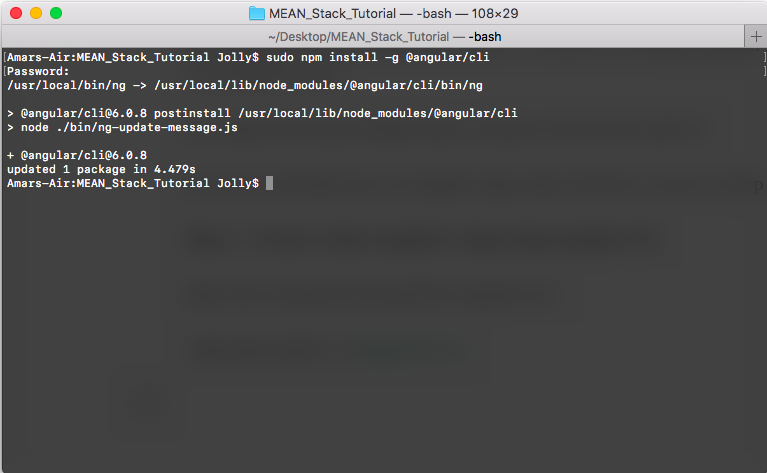 MEAN_Stack_Tutorial — -bash — 108×29
~/Desktop/MEAN_Stack_Tutorial — -bash
[Amars-Air:MEAN_Stack_Tutorial Jolly$ sudo npm install -g @angular/cli ]
[Password: ]
/usr/local/bin/ng -> /usr/local/lib/node_modules/@angular/cli/bin/ng
> @angular/cli@6.0.8 postinstall /usr/local/lib/node_modules/@angular/cli
> node ./bin/ng-update-message.js
+ @angular/cli@6.0.8
updated 1 package in 4.479s
Amars-Air:MEAN_Stack_Tutorial Jolly$